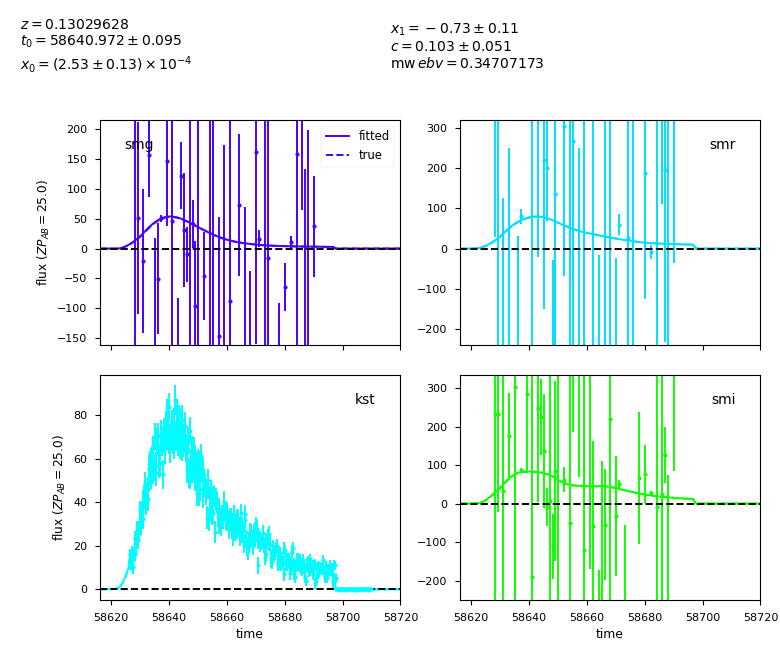 z = 0.13029628
t₀ = 58640.972 ± 0.095
x₀ = (2.53 ± 0.13) × 10⁻⁴
x₁ = −0.73 ± 0.11
c = 0.103 ± 0.051
mw ebv = 0.34707173
smg
fitted
true
200
150
100
50
0
−50
−100
−150
flux (ZP_AB = 25.0)
smr
300
200
100
0
−100
−200
kst
80
60
40
20
0
flux (ZP_AB = 25.0)
58620 58640 58660 58680 58700 58720
time
smi
300
200
100
0
−100
−200
58620 58640 58660 58680 58700 58720
time